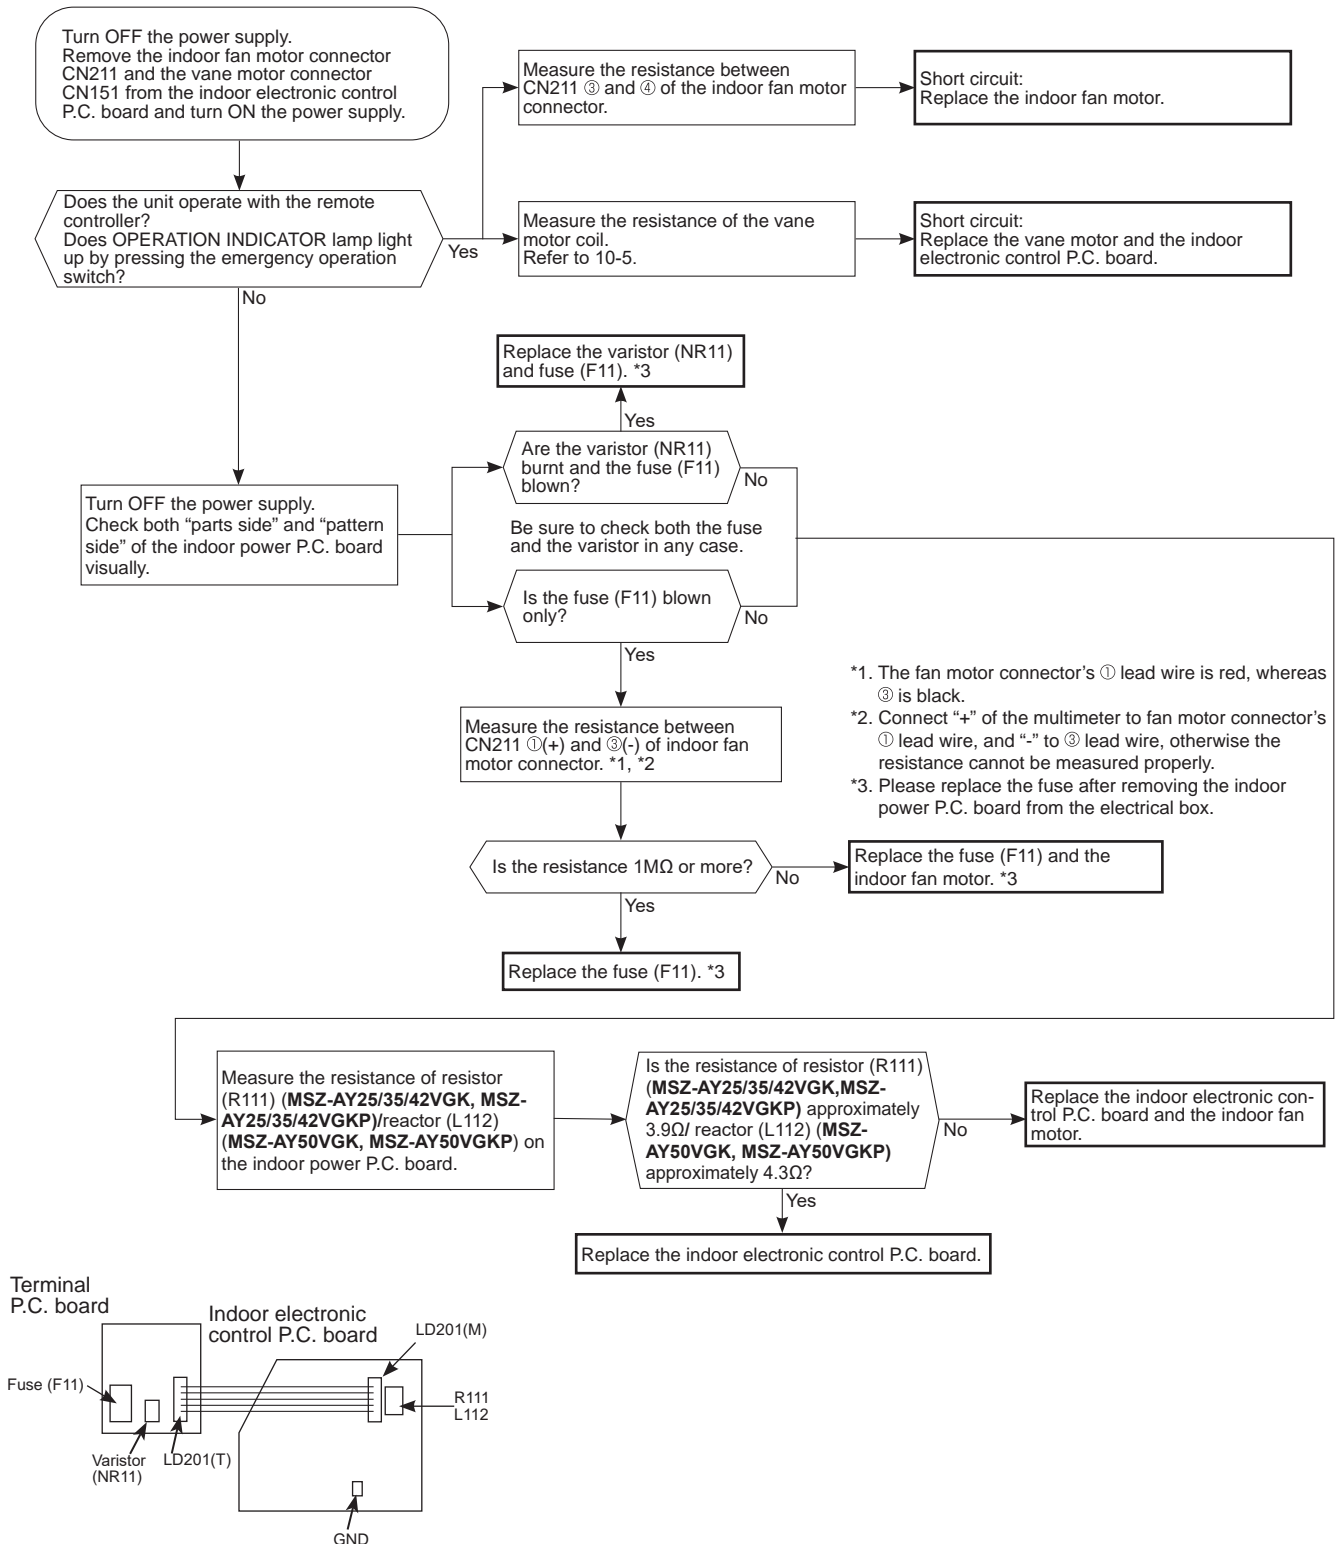 Turn OFF the power supply.
Remove the indoor fan motor connector
CN211 and the vane motor connector
CN151 from the indoor electronic control
P.C. board and turn ON the power supply.
Measure the resistance between
CN211 ③ and ④ of the indoor fan motor
connector.
Short circuit:
Replace the indoor fan motor.
Does the unit operate with the remote
controller?
Does OPERATION INDICATOR lamp light
up by pressing the emergency operation
switch?
Yes
Measure the resistance of the vane
motor coil.
Refer to 10-5.
Short circuit:
Replace the vane motor and the indoor
electronic control P.C. board.
No
Replace the varistor (NR11)
and fuse (F11). *3
Yes
Are the varistor (NR11)
burnt and the fuse (F11)
blown?
No
Turn OFF the power supply.
Check both “parts side” and “pattern
side” of the indoor power P.C. board
visually.
Be sure to check both the fuse
and the varistor in any case.
Is the fuse (F11) blown
only?
No
Yes
*1. The fan motor connector's ① lead wire is red, whereas
③ is black.
*2. Connect “+” of the multimeter to fan motor connector's
① lead wire, and “-” to ③ lead wire, otherwise the
resistance cannot be measured properly.
*3. Please replace the fuse after removing the indoor
power P.C. board from the electrical box.
Measure the resistance between
CN211 ①(+) and ③(-) of indoor fan
motor connector. *1, *2
Is the resistance 1MΩ or more?
No
Replace the fuse (F11) and the
indoor fan motor. *3
Yes
Replace the fuse (F11). *3
Measure the resistance of resistor
(R111) (MSZ-AY25/35/42VGK, MSZ-
AY25/35/42VGKP)/reactor (L112)
(MSZ-AY50VGK, MSZ-AY50VGKP) on
the indoor power P.C. board.
Is the resistance of resistor (R111)
(MSZ-AY25/35/42VGK,MSZ-
AY25/35/42VGKP) approximately
3.9Ω/ reactor (L112) (MSZ-
AY50VGK, MSZ-AY50VGKP)
approximately 4.3Ω?
No
Replace the indoor electronic con-
trol P.C. board and the indoor fan
motor.
Yes
Replace the indoor electronic control P.C. board.
Terminal
P.C. board
Indoor electronic
control P.C. board
LD201(M)
Fuse (F11)
R111
L112
Varistor
(NR11)
LD201(T)
GND